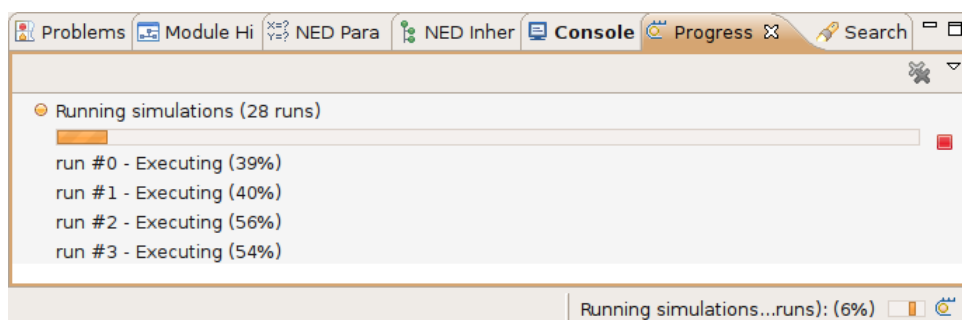 Problems Module Hi NED Para NED Inher Console Progress Search
Running simulations (28 runs)
run #0 - Executing (39%)
run #1 - Executing (40%)
run #2 - Executing (56%)
run #3 - Executing (54%)
Running simulations...runs): (6%)